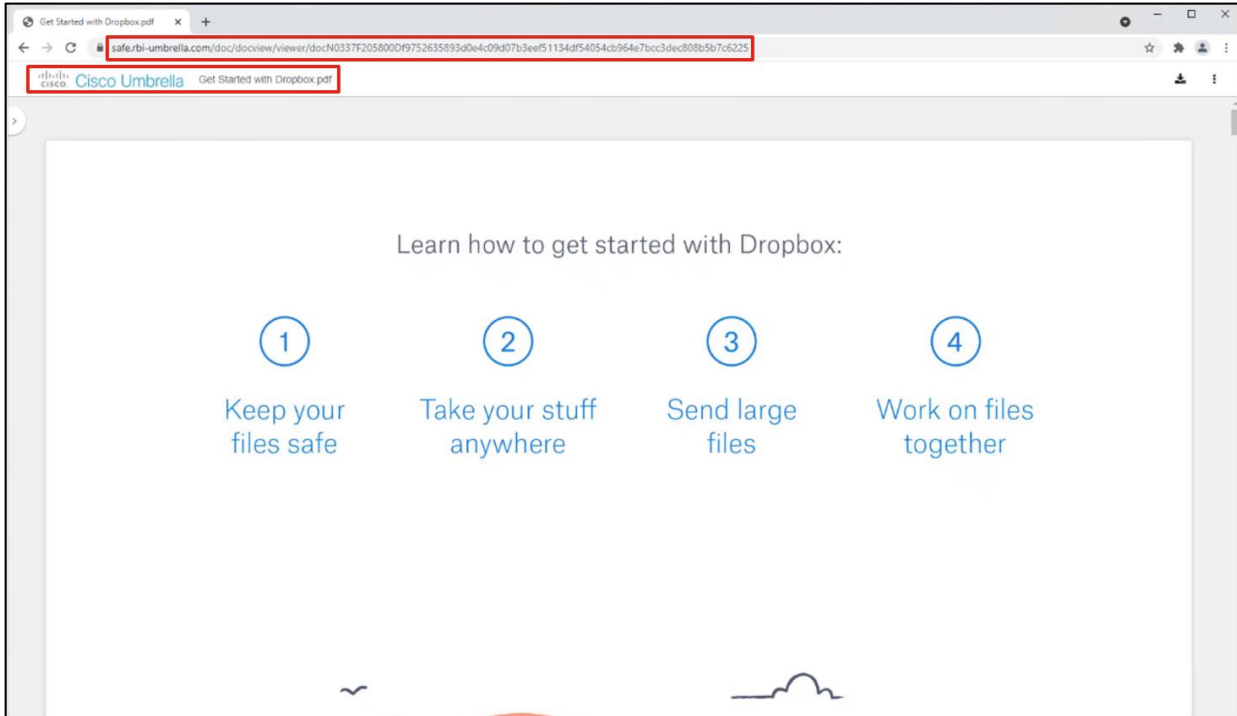 Get Started with Dropbox.pdf
safe.rbi-umbrella.com/doc/docview/viewer/docN0337F205800Df9752635893d0e4c09d07b3eef51134df54054cb964e7bcc3dec808b5b7c6225
CISCO Cisco Umbrella Get Started with Dropbox.pdf
Learn how to get started with Dropbox:
1 2 3 4
Keep your Take your stuff Send large Work on files
files safe anywhere files together